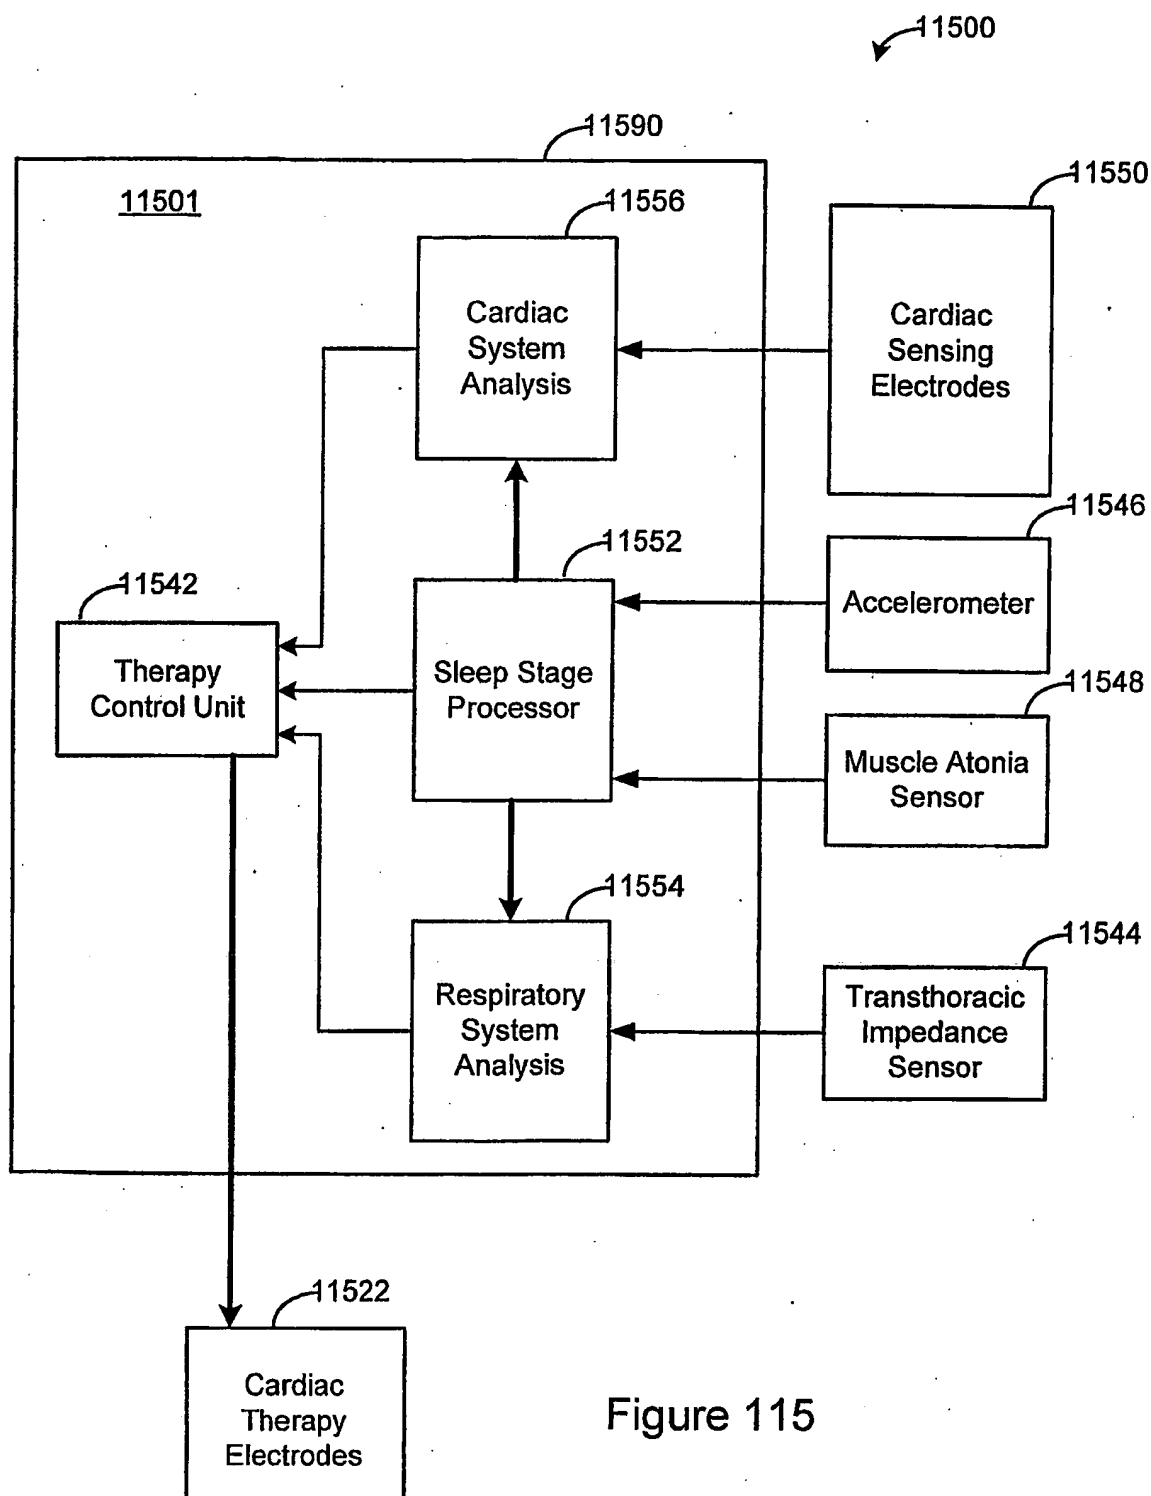 11500
11590
11501
11556
11550
Cardiac
System
Analysis
Cardiac
Sensing
Electrodes
11546
Accelerometer
11552
11542
Therapy
Control Unit
Sleep Stage
Processor
11548
Muscle Atonia
Sensor
11554
Respiratory
System
Analysis
11544
Transthoracic
Impedance
Sensor
11522
Cardiac
Therapy
Electrodes
Figure 115